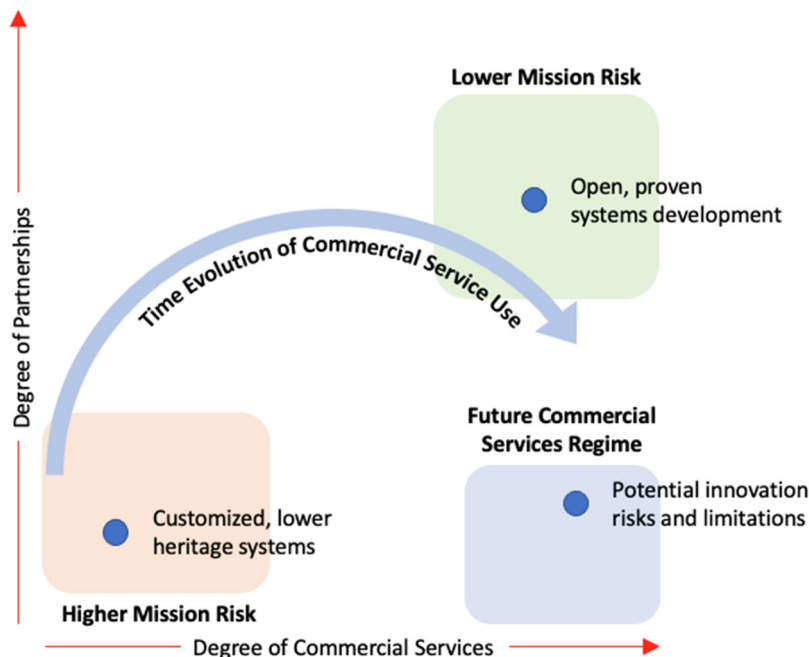 Lower Mission Risk
Open, proven
systems development
Degree of Partnerships
Time Evolution of Commercial Service Use
Future Commercial
Services Regime
Potential innovation
risks and limitations
Customized, lower
heritage systems
Higher Mission Risk
Degree of Commercial Services